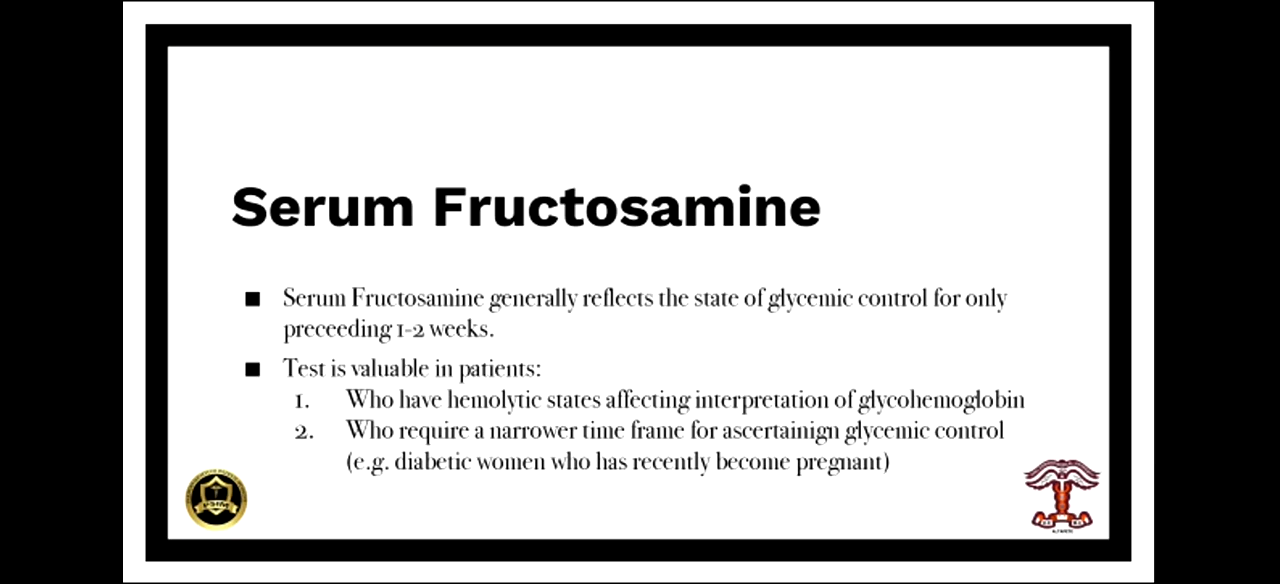 Serum Fructosamine
■ Serum Fructosamine generally reflects the state of glycemic control for only
preceeding 1-2 weeks.
■ Test is valuable in patients:
1. Who have hemolytic states affecting interpretation of glycohemoglobin
2. Who require a narrower time frame for ascertainign glycemic control
(e.g. diabetic women who has recently become pregnant)